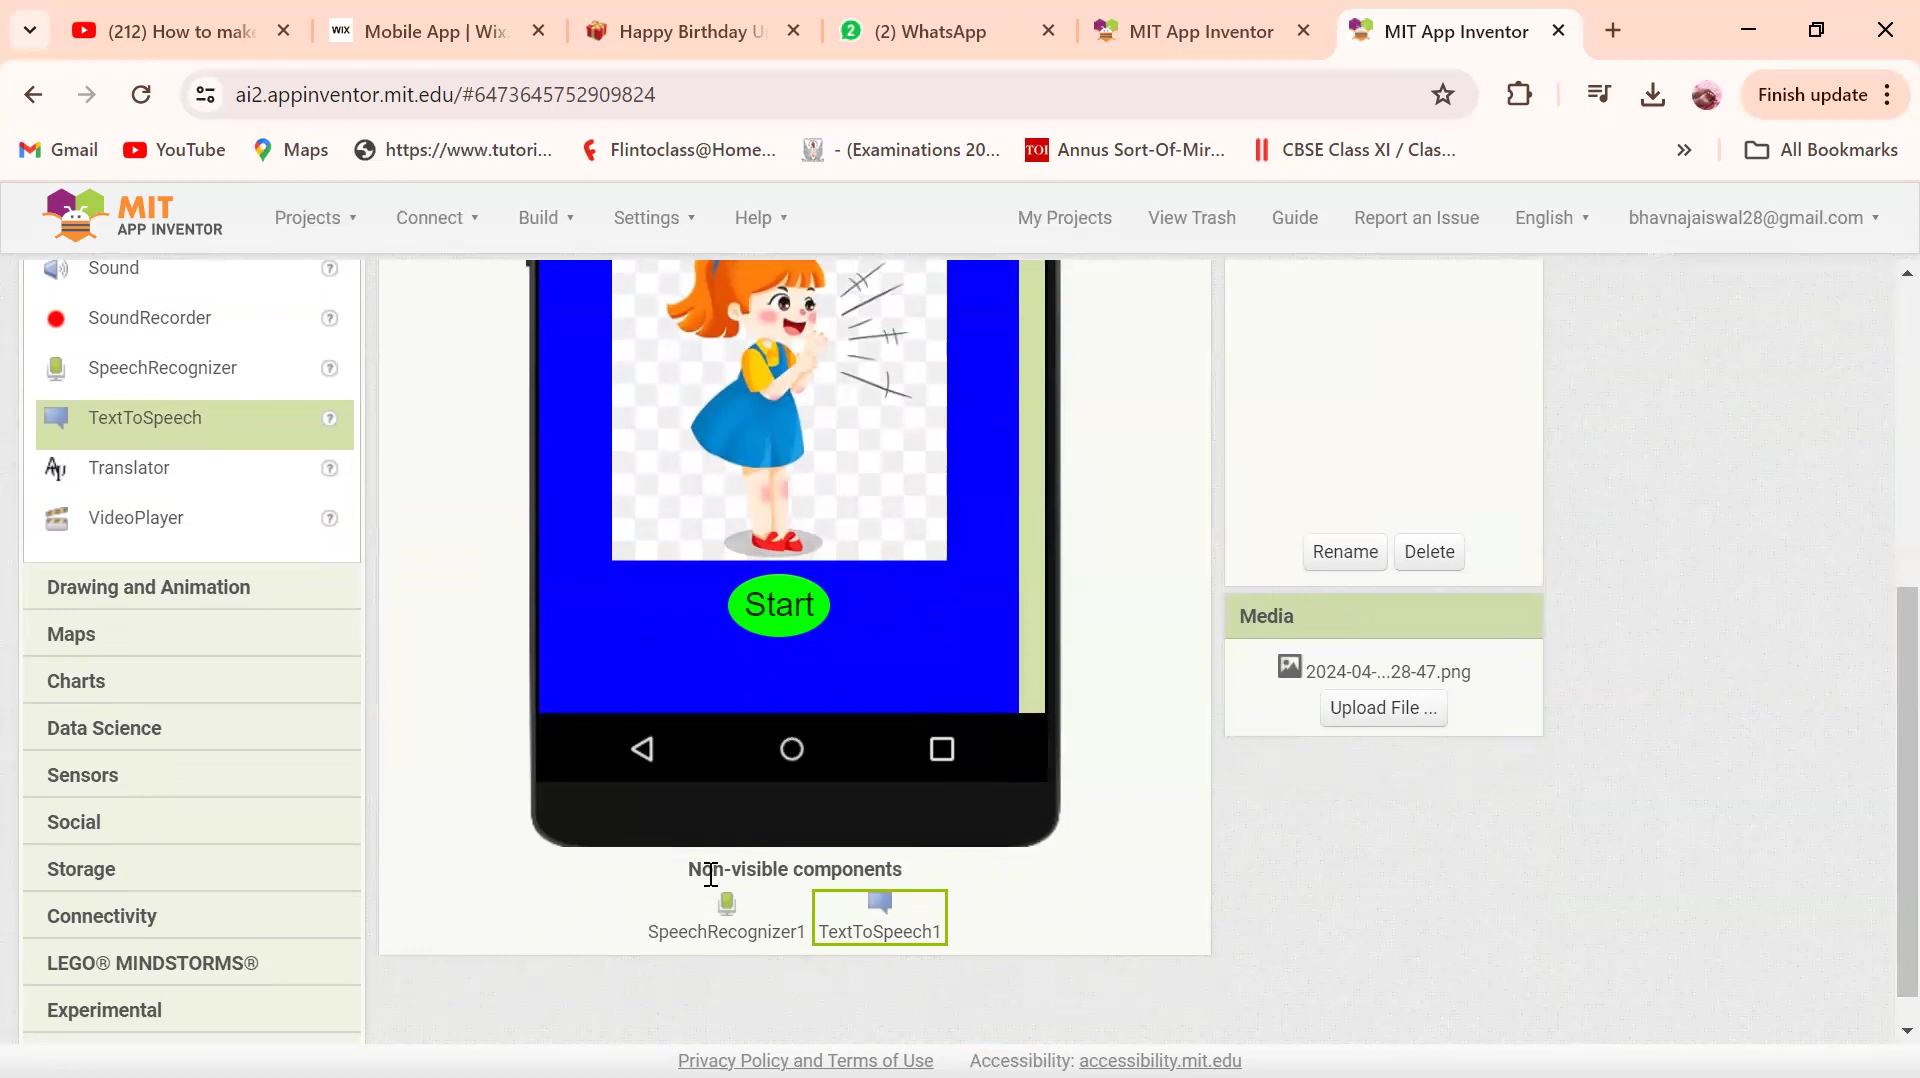 (212) How to mak
WIX Mobile App | Wix.
Happy Birthday U
2 (2) WhatsApp
MIT App Inventor
MIT App Inventor
ai2.appinventor.mit.edu/#6473645752909824
Finish update
Gmail
YouTube
Maps
https://www.tutori...
Flintoclass@Home...
- (Examinations 20...
TOI Annus Sort-Of-Mir...
CBSE Class XI / Clas...
All Bookmarks
MIT
APP INVENTOR
Projects
Connect
Build
Settings
Help
My Projects
View Trash
Guide
Report an Issue
English
bhavnajaiswal28@gmail.com
Sound ?
SoundRecorder ?
SpeechRecognizer ?
TextToSpeech ?
Translator ?
VideoPlayer ?
Drawing and Animation
Maps
Charts
Data Science
Sensors
Social
Storage
Connectivity
LEGO® MINDSTORMS®
Experimental
Start
Non-visible components
SpeechRecognizer1
TextToSpeech1
Rename
Delete
Media
2024-04-...28-47.png
Upload File ...
Privacy Policy and Terms of Use
Accessibility: accessibility.mit.edu